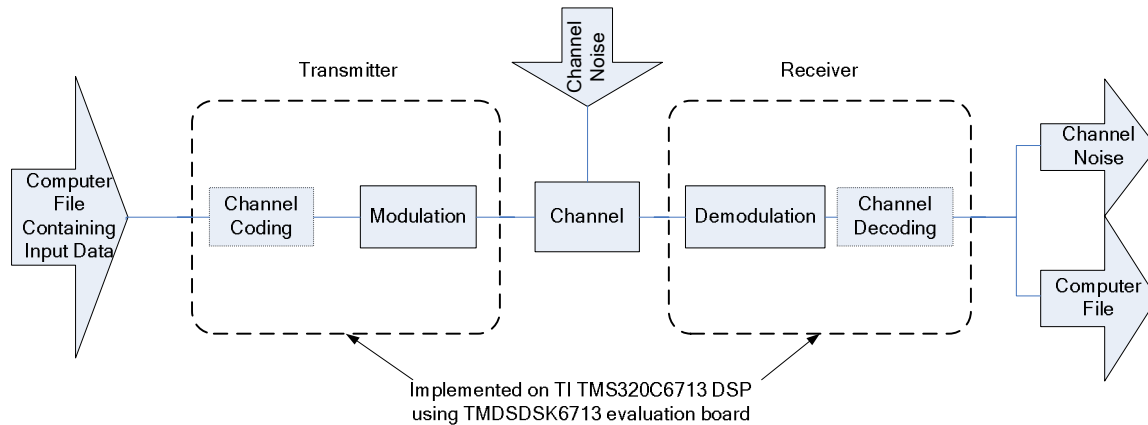 Transmitter
Channel
Noise
Receiver
Computer
File
Containing
Input Data
Channel
Coding
Modulation
Channel
Demodulation
Channel
Decoding
Channel
Noise
Computer
File
Implemented on TI TMS320C6713 DSP
using TMDSDSK6713 evaluation board